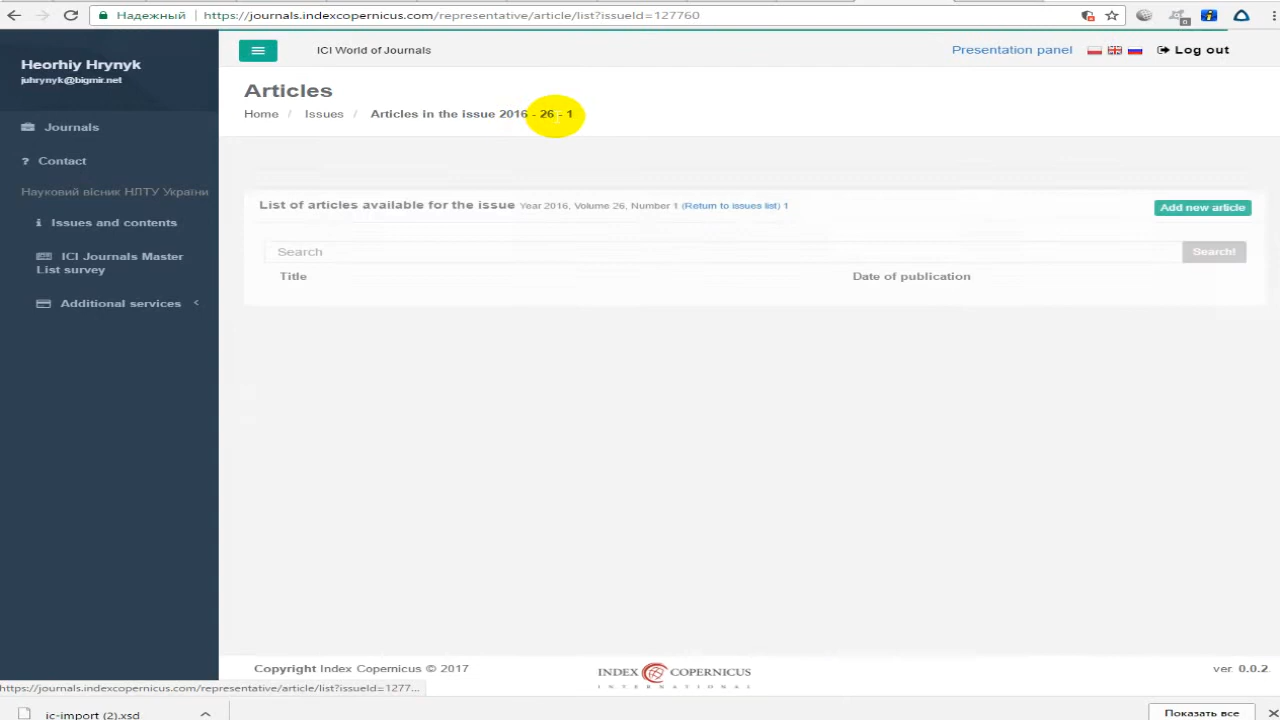 Надежный https://journals.indexcopernicus.com/representative/article/list?issueId=127760
Heorhiy Hrynyk
juhrynyk@bigmir.net
ICI World of Journals
Presentation panel
Log out
Articles
Home / Issues / Articles in the issue 2016 - 26 - 1
Journals
? Contact
Науковий вісник НЛТУ України
Issues and contents
ICI Journals Master List survey
Additional services <
List of articles available for the issue Year 2016, Volume 26, Number 1 (Return to issues list) 1
Add new article
Search
Search!
Title
Date of publication
Copyright Index Copernicus © 2017
INDEX COPERNICUS
INTERNATIONAL
ver. 0.0.2.
https://journals.indexcopernicus.com/representative/article/list?issueId=1277...
ic-import (2).xsd
Показать все